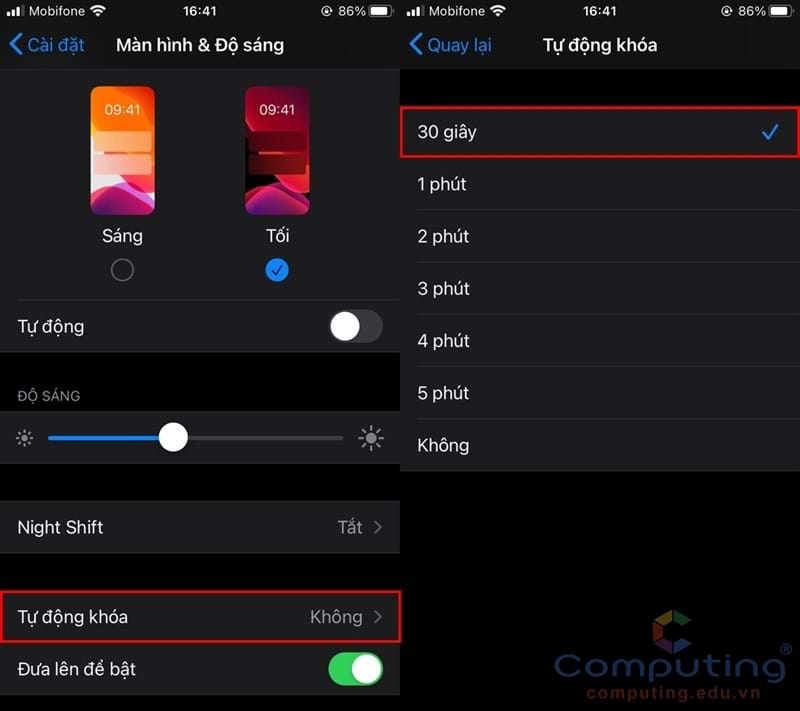 Mobifone 16:41 86%
Cài đặt Màn hình & Độ sáng
09:41 09:41
Sáng Tối
Tự động
ĐỘ SÁNG
Night Shift Tắt
Tự động khóa Không
Đưa lên để bật
Mobifone 16:41 86%
Quay lại Tự động khóa
30 giây
1 phút
2 phút
3 phút
4 phút
5 phút
Không
Computing®
computing.edu.vn